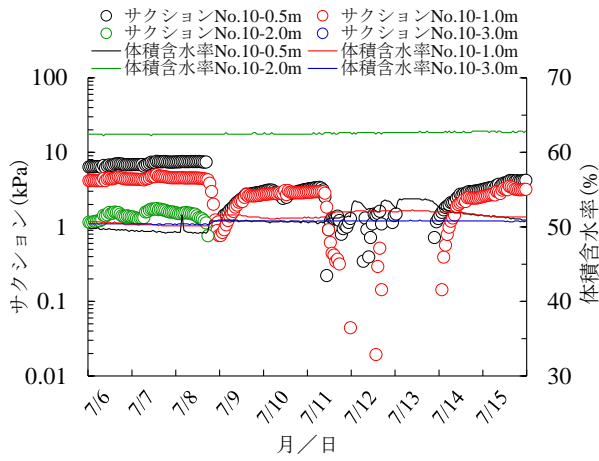 サクションNo.10-0.5m サクションNo.10-1.0m
サクションNo.10-2.0m サクションNo.10-3.0m
体積含水率No.10-0.5m 体積含水率No.10-1.0m
体積含水率No.10-2.0m 体積含水率No.10-3.0m
サクション(kPa)
100
10
1
0.1
0.01
70
60
50
40
30
体積含水率(%)
7/6 7/7 7/8 7/9 7/10 7/11 7/12 7/13 7/14 7/15
月／日